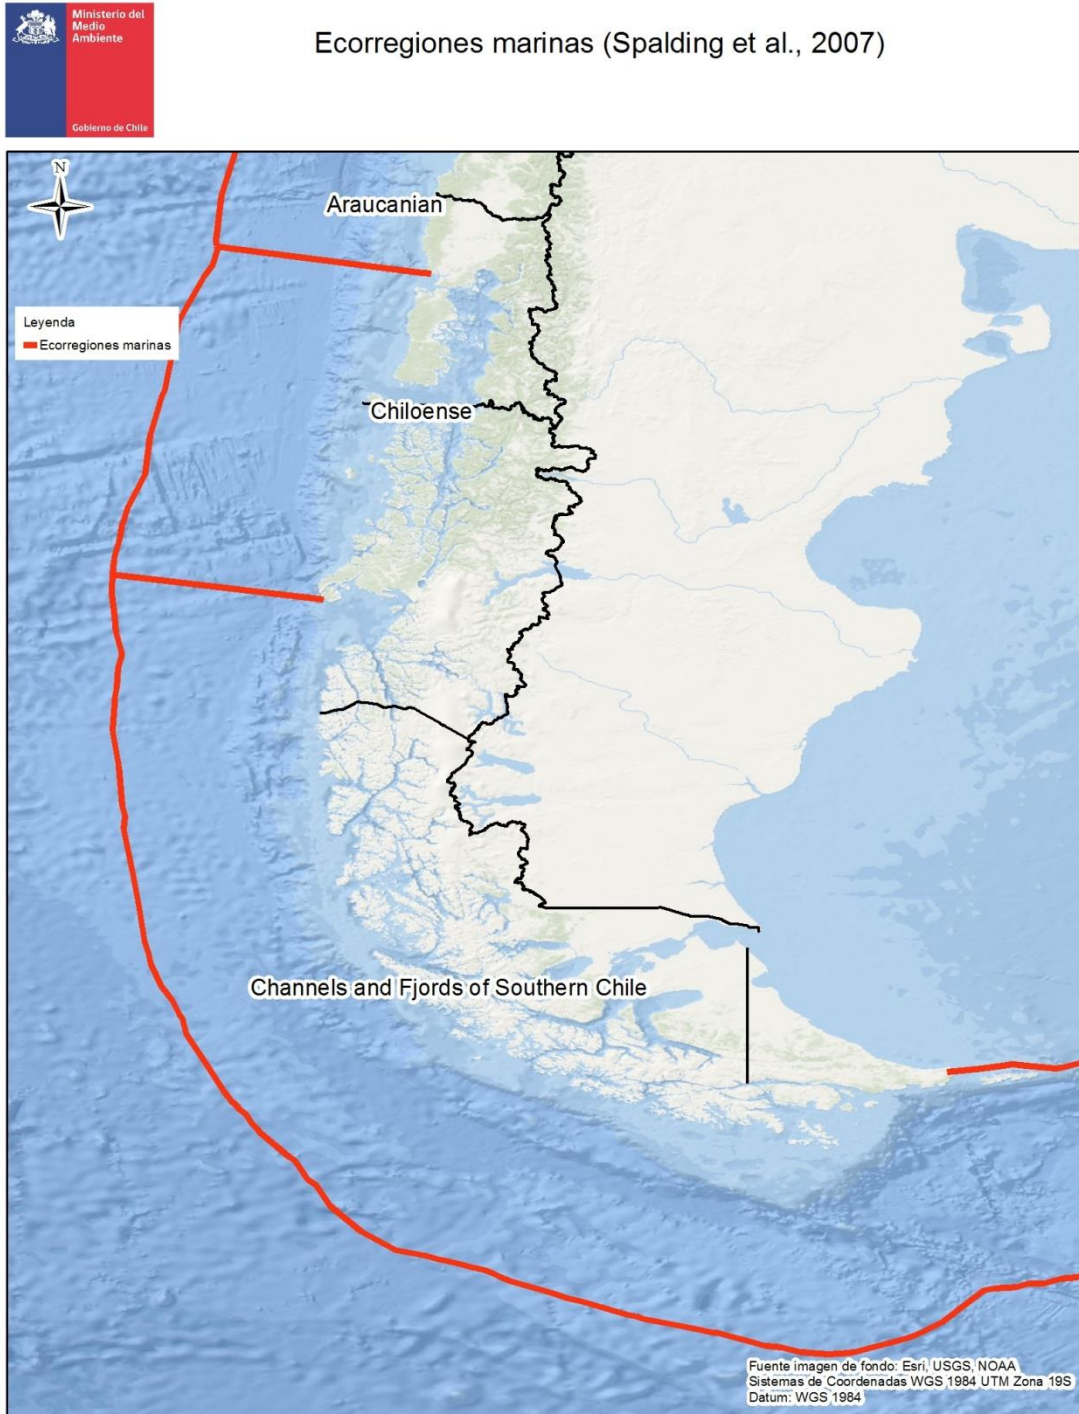 Ministerio del
Medio
Ambiente
Gobierno de Chile
Ecorregiones marinas (Spalding et al., 2007)
N
Araucanian
Leyenda
Ecorregiones marinas
Chiloense
Channels and Fjords of Southern Chile
Fuente imagen de fondo: Esri, USGS, NOAA
Sistemas de Coordenadas WGS 1984 UTM Zona 19S
Datum: WGS 1984